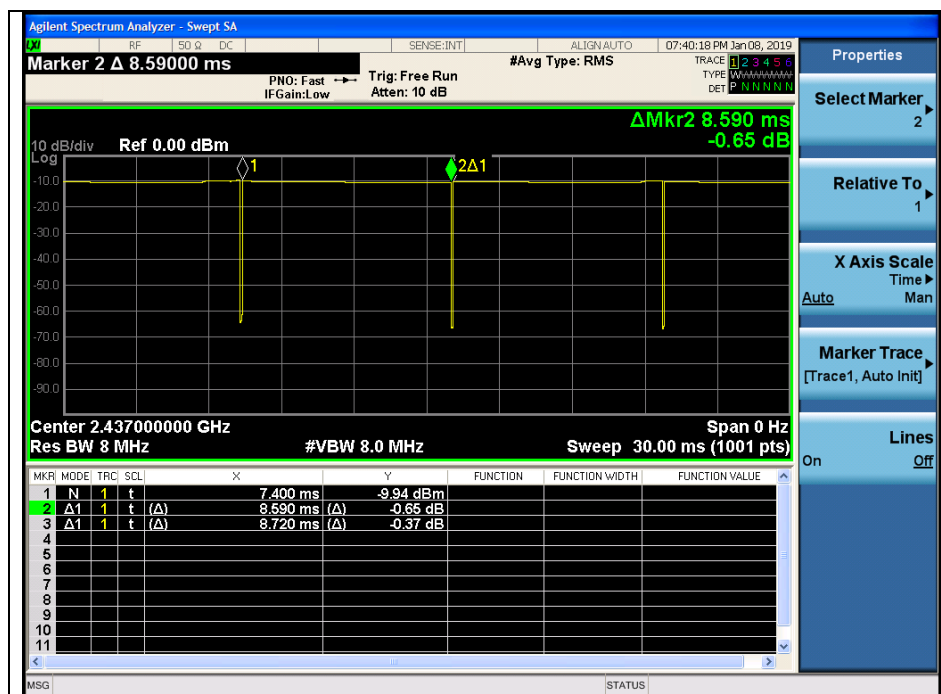 Agilent Spectrum Analyzer - Swept SA
LXI RF 50 Ω DC SENSE:INT ALIGN AUTO 07:40:18 PM Jan 08, 2019
Marker 2 Δ 8.59000 ms
PNO: Fast
IFGain:Low
Trig: Free Run
Atten: 10 dB
#Avg Type: RMS
TRACE 1 2 3 4 5 6
TYPE WWWWWW
DET P N N N N N
ΔMkr2 8.590 ms
-0.65 dB
10 dB/div Ref 0.00 dBm
Log
1
2Δ1
-10.0
-20.0
-30.0
-40.0
-50.0
-60.0
-70.0
-80.0
-90.0
Center 2.437000000 GHz Span 0 Hz
Res BW 8 MHz #VBW 8.0 MHz Sweep 30.00 ms (1001 pts)
MKR MODE TRC SCL X Y FUNCTION FUNCTION WIDTH FUNCTION VALUE
1 N 1 t 7.400 ms -9.94 dBm
2 Δ1 1 t (Δ) 8.590 ms (Δ) -0.65 dB
3 Δ1 1 t (Δ) 8.720 ms (Δ) -0.37 dB
4
5
6
7
8
9
10
11
MSG STATUS
Properties
Select Marker
2
Relative To
1
X Axis Scale
Time
Auto Man
Marker Trace
[Trace1, Auto Init]
Lines
On Off